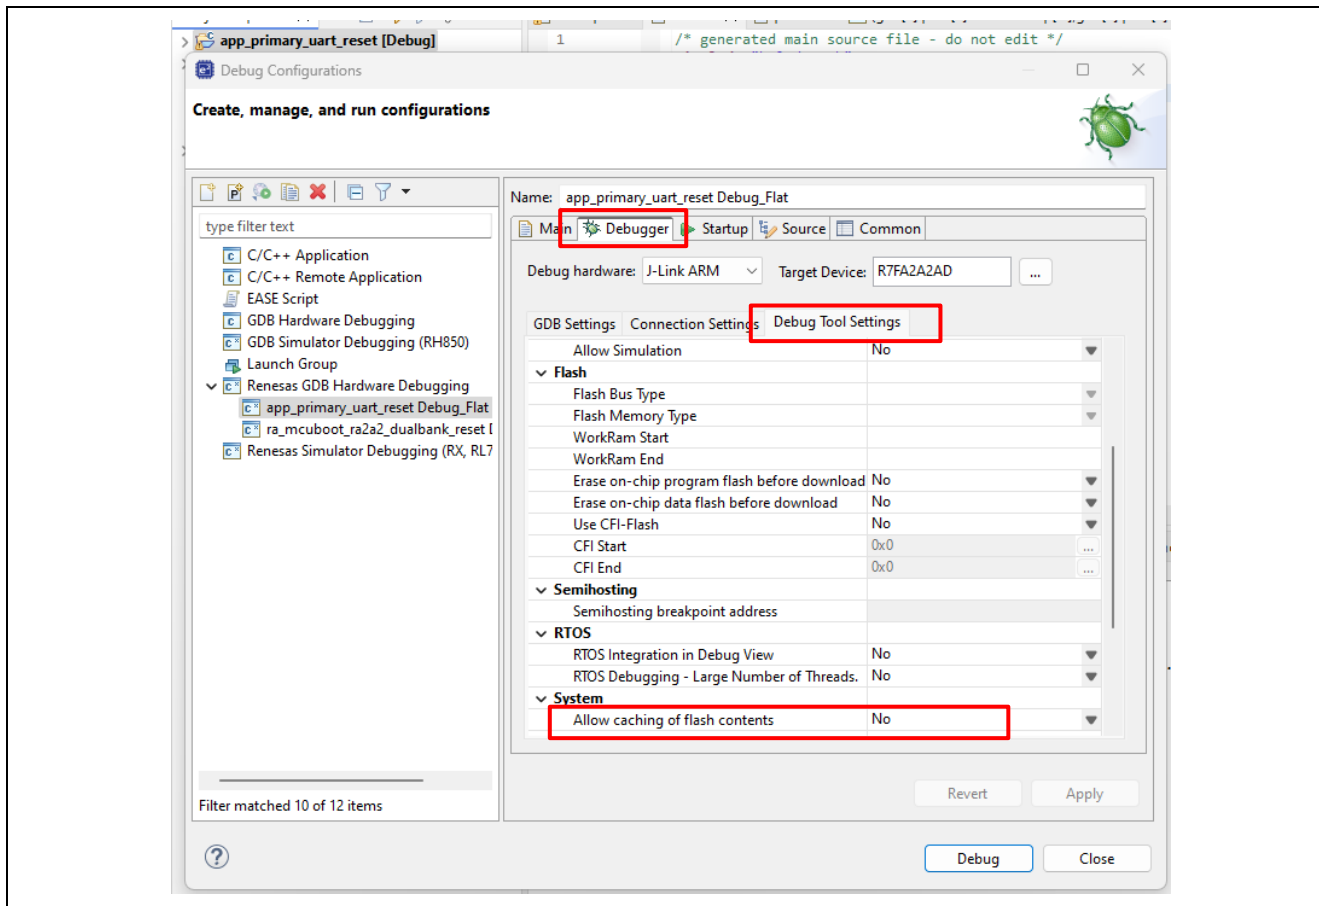 app_primary_uart_reset [Debug]
1 /* generated main source file - do not edit */
Debug Configurations
Create, manage, and run configurations
type filter text
C/C++ Application
C/C++ Remote Application
EASE Script
GDB Hardware Debugging
GDB Simulator Debugging (RH850)
Launch Group
Renesas GDB Hardware Debugging
app_primary_uart_reset Debug_Flat
ra_mcuboot_ra2a2_dualbank_reset
Renesas Simulator Debugging (RX, RL7
Filter matched 10 of 12 items
Name: app_primary_uart_reset Debug_Flat
Main Debugger Startup Source Common
Debug hardware: J-Link ARM Target Device: R7FA2A2AD ...
GDB Settings Connection Settings Debug Tool Settings
Allow Simulation No
Flash
Flash Bus Type
Flash Memory Type
WorkRam Start
WorkRam End
Erase on-chip program flash before download No
Erase on-chip data flash before download No
Use CFI-Flash No
CFI Start 0x0 ...
CFI End 0x0 ...
Semihosting
Semihosting breakpoint address
RTOS
RTOS Integration in Debug View No
RTOS Debugging - Large Number of Threads. No
System
Allow caching of flash contents No
Revert Apply
Debug Close